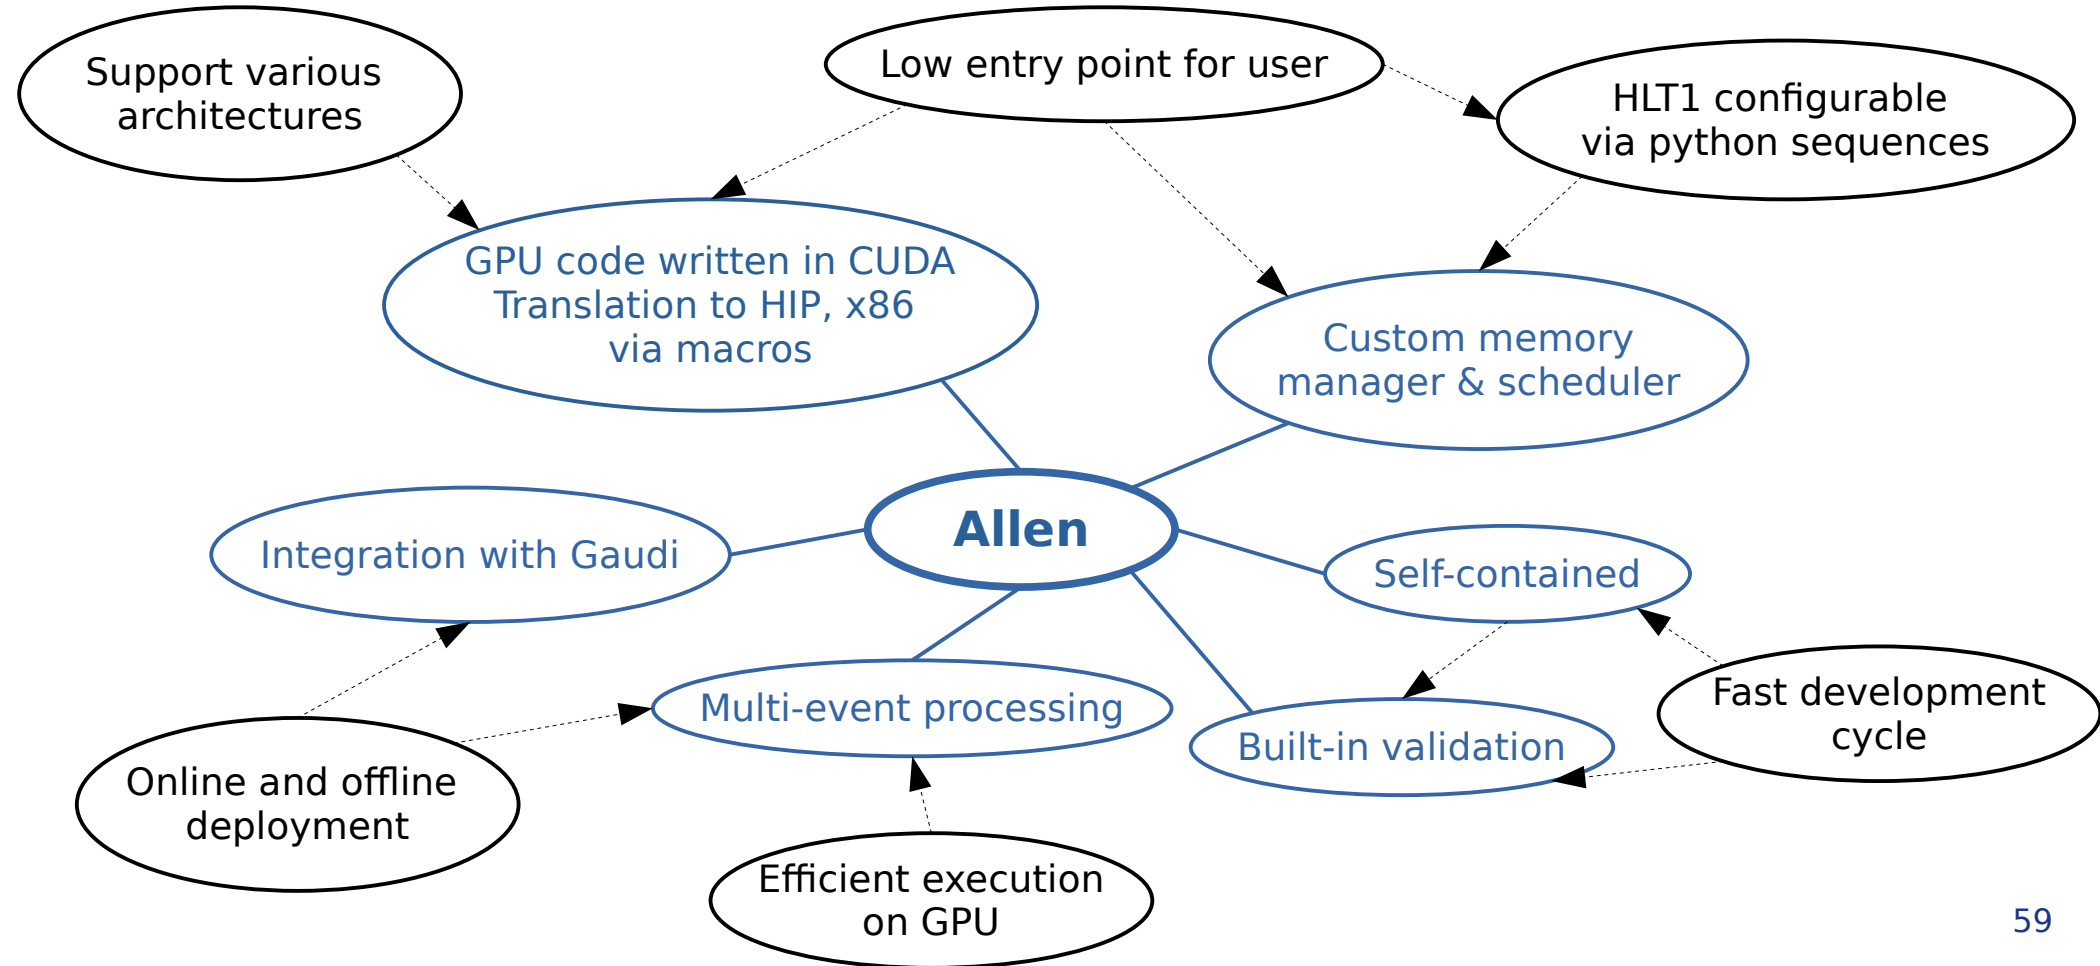 Support various
architectures
Low entry point for user
HLT1 configurable
via python sequences
GPU code written in CUDA
Translation to HIP, x86
via macros
Custom memory
manager & scheduler
Allen
Integration with Gaudi
Self-contained
Multi-event processing
Built-in validation
Fast development
cycle
Online and offline
deployment
Efficient execution
on GPU
59